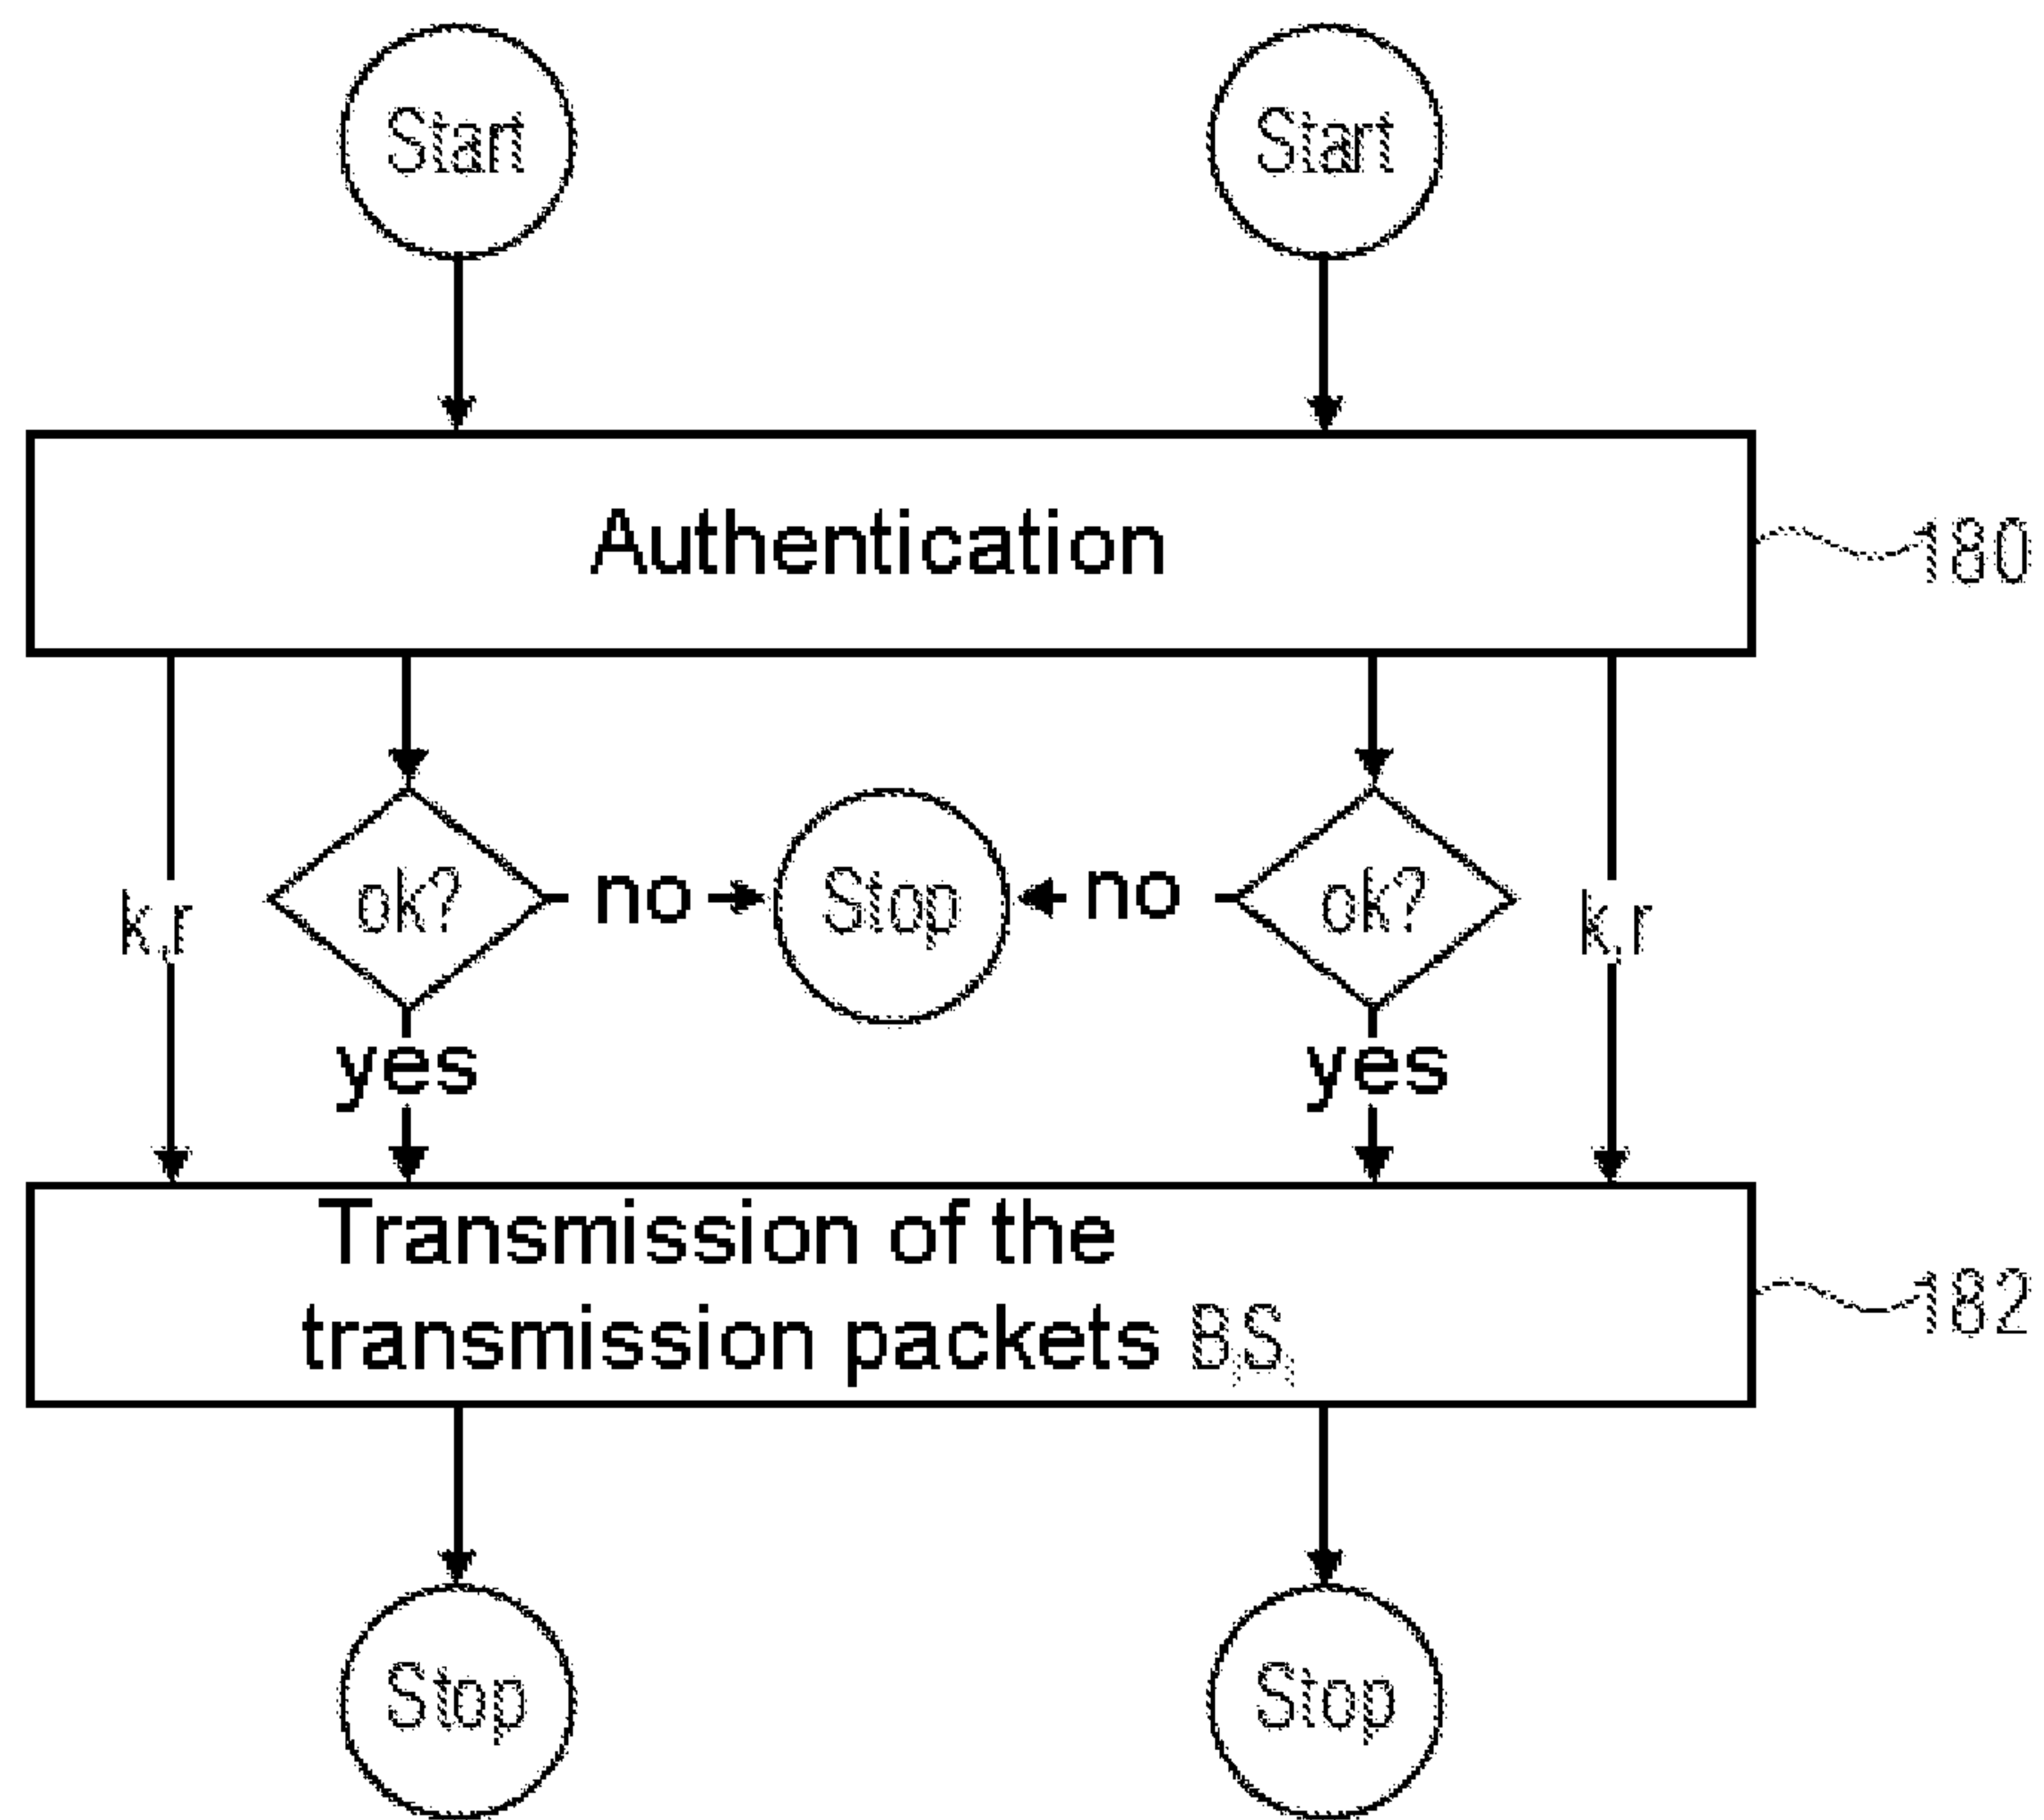 Start
Start
Authentication
180
k,r
ok?
no
Stop
no
ok?
k,r
yes
yes
Transmission of the
transmission packets
182
Stop
Stop